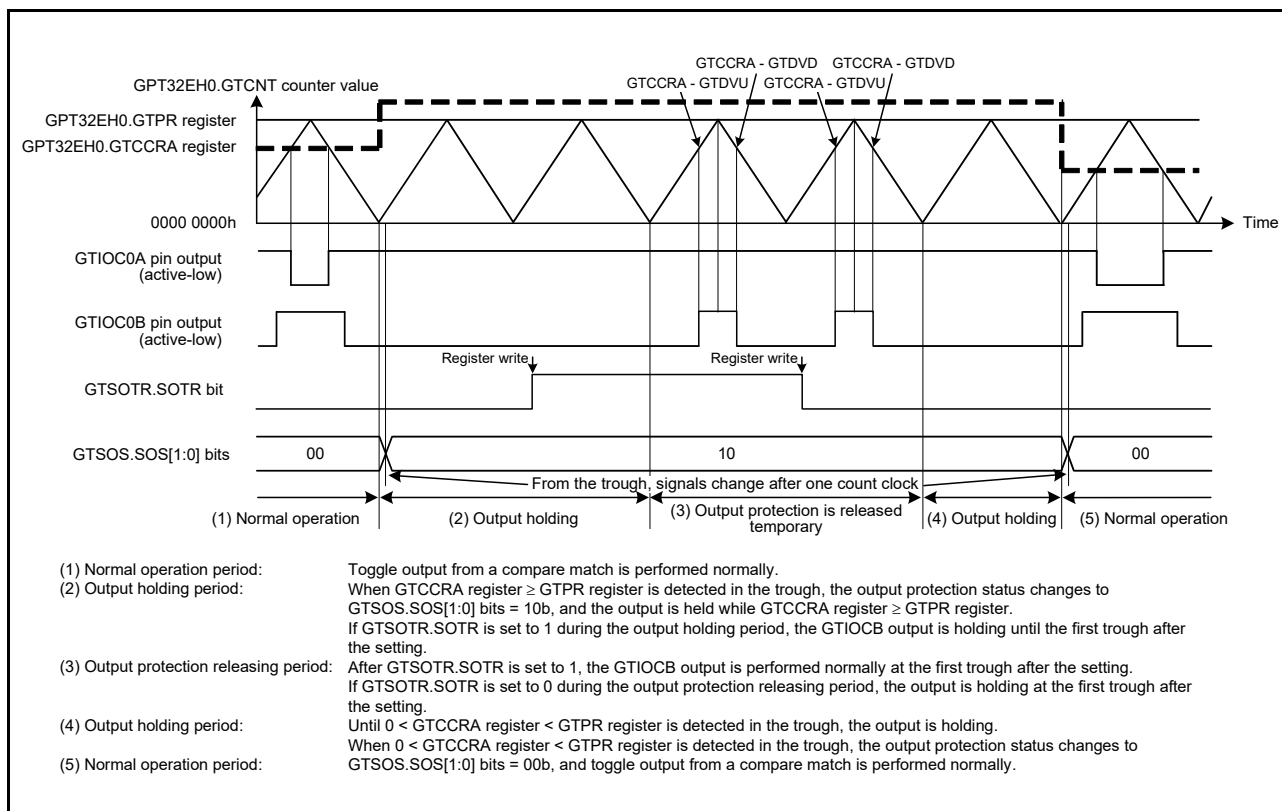 GTCCRA - GTDVD GTCCRA - GTDVD
GTCCRA - GTDVU GTCCRA - GTDVU
GPT32EH0.GTCNT counter value
GPT32EH0.GTPR register
GPT32EH0.GTCCRA register
0000 0000h
Time
GTIOC0A pin output
(active-low)
GTIOC0B pin output
(active-low)
Register write
Register write
GTSOTR.SOTR bit
GTSOS.SOS[1:0] bits
00
10
00
From the trough, signals change after one count clock
(1) Normal operation
(2) Output holding
(3) Output protection is released
temporary
(4) Output holding
(5) Normal operation
(1) Normal operation period: Toggle output from a compare match is performed normally.
(2) Output holding period: When GTCCRA register ≥ GTPR register is detected in the trough, the output protection status changes to
GTSOS.SOS[1:0] bits = 10b, and the output is held while GTCCRA register ≥ GTPR register.
If GTSOTR.SOTR is set to 1 during the output holding period, the GTIOCB output is holding until the first trough after
the setting.
(3) Output protection releasing period: After GTSOTR.SOTR is set to 1, the GTIOCB output is performed normally at the first trough after the setting.
If GTSOTR.SOTR is set to 0 during the output protection releasing period, the output is holding at the first trough after
the setting.
(4) Output holding period: Until 0 < GTCCRA register < GTPR register is detected in the trough, the output is holding.
When 0 < GTCCRA register < GTPR register is detected in the trough, the output protection status changes to
(5) Normal operation period: GTSOS.SOS[1:0] bits = 00b, and toggle output from a compare match is performed normally.